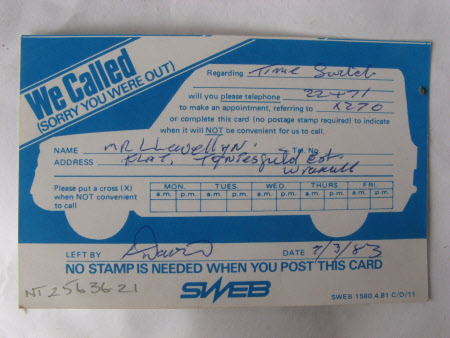 We Called
(SORRY YOU WERE OUT)
Regarding Time Switch
will you please telephone 22471
to make an appointment, referring to X270
or complete this card (no postage stamp required) to indicate
when it will NOT be convenient for us to call.
NAME MR Llewellyn. Tel. No.
ADDRESS FLAT, Tyntesfield Est.
Wraxall
Please put a cross (X)
when NOT convenient
to call
MON. TUES. WED. THURS. FRI.
a.m. p.m. a.m. p.m. a.m. p.m. a.m. p.m. a.m. p.m.
LEFT BY DATE 2/3/83
NO STAMP IS NEEDED WHEN YOU POST THIS CARD
NT 2563621
SWEB
SWEB 1580.4.81 C/D/11